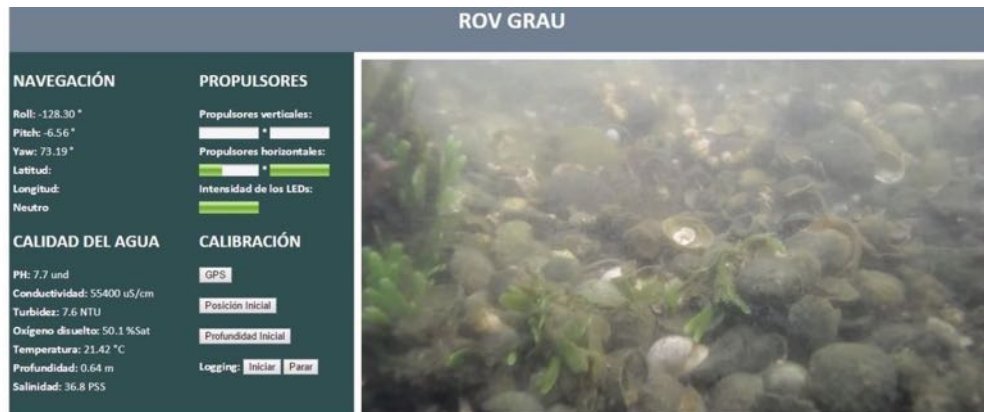 ROV GRAU
NAVEGACIÓN
Roll: -128.30 °
Pitch: -6.56 °
Yaw: 73.19 °
Latitud:
Longitud:
Neutro
PROPULSORES
Propulsores verticales:
*
Propulsores horizontales:
*
Intensidad de los LEDs:
CALIDAD DEL AGUA
PH: 7.7 und
Conductividad: 55400 uS/cm
Turbidez: 7.6 NTU
Oxígeno disuelto: 50.1 %Sat
Temperatura: 21.42 °C
Profundidad: 0.64 m
Salinidad: 36.8 PSS
CALIBRACIÓN
GPS
Posición Inicial
Profundidad Inicial
Logging: Iniciar Parar